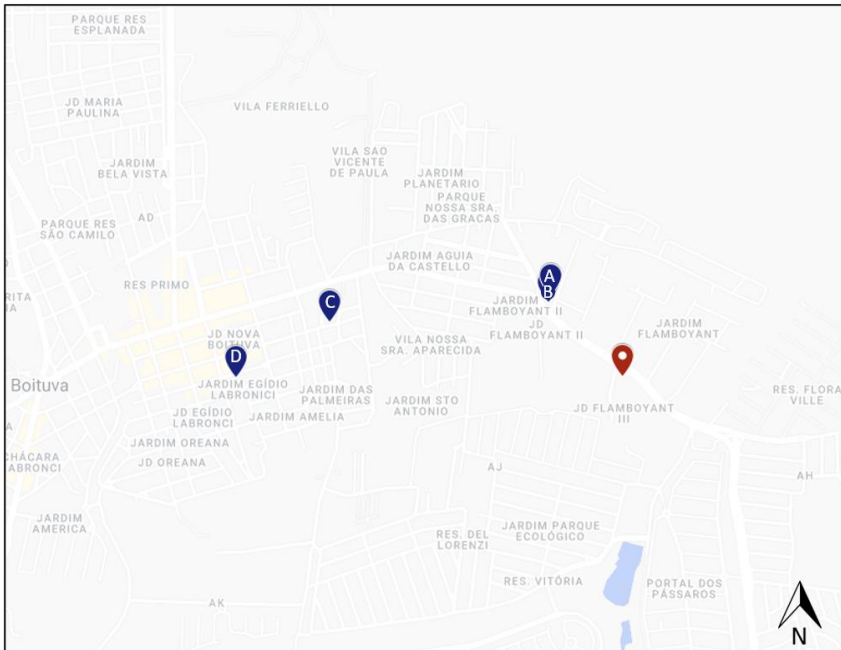 PARQUE RES
ESPLANADA
JD MARIA
PAULINA
VILA FERRIELLO
JARDIM
BELA VISTA
VILA SAO
VICENTE
DE PAULA
JARDIM
PLANETARIO
PARQUE
NOSSA SRA.
DAS GRACAS
PARQUE RES
SÃO CAMILO
AD
JARDIM AGUIA
DA CASTELLO
RES PRIMO
A
B
C
D
RITA
JARDIM
FLAMBOYANT II
JD
FLAMBOYANT II
JARDIM
FLAMBOYANT
JD NOVA
BOITUVA
VILA NOSSA
SRA. APARECIDA
Boituva
JARDIM EGÍDIO
LABRONICI
JARDIM DAS
PALMEIRAS
JARDIM STO
ANTONIO
JD FLAMBOYANT
III
RES. FLORA
VILLE
JD EGÍDIO
LABRONCI
JARDIM AMELIA
JARDIM OREANA
JD OREANA
CHÁCARA
ABRONCI
AJ
AH
JARDIM
AMERICA
RES. DEL
LORENZI
JARDIM PARQUE
ECOLÓGICO
RES. VITÓRIA
PORTAL DOS
PÁSSAROS
AK
N